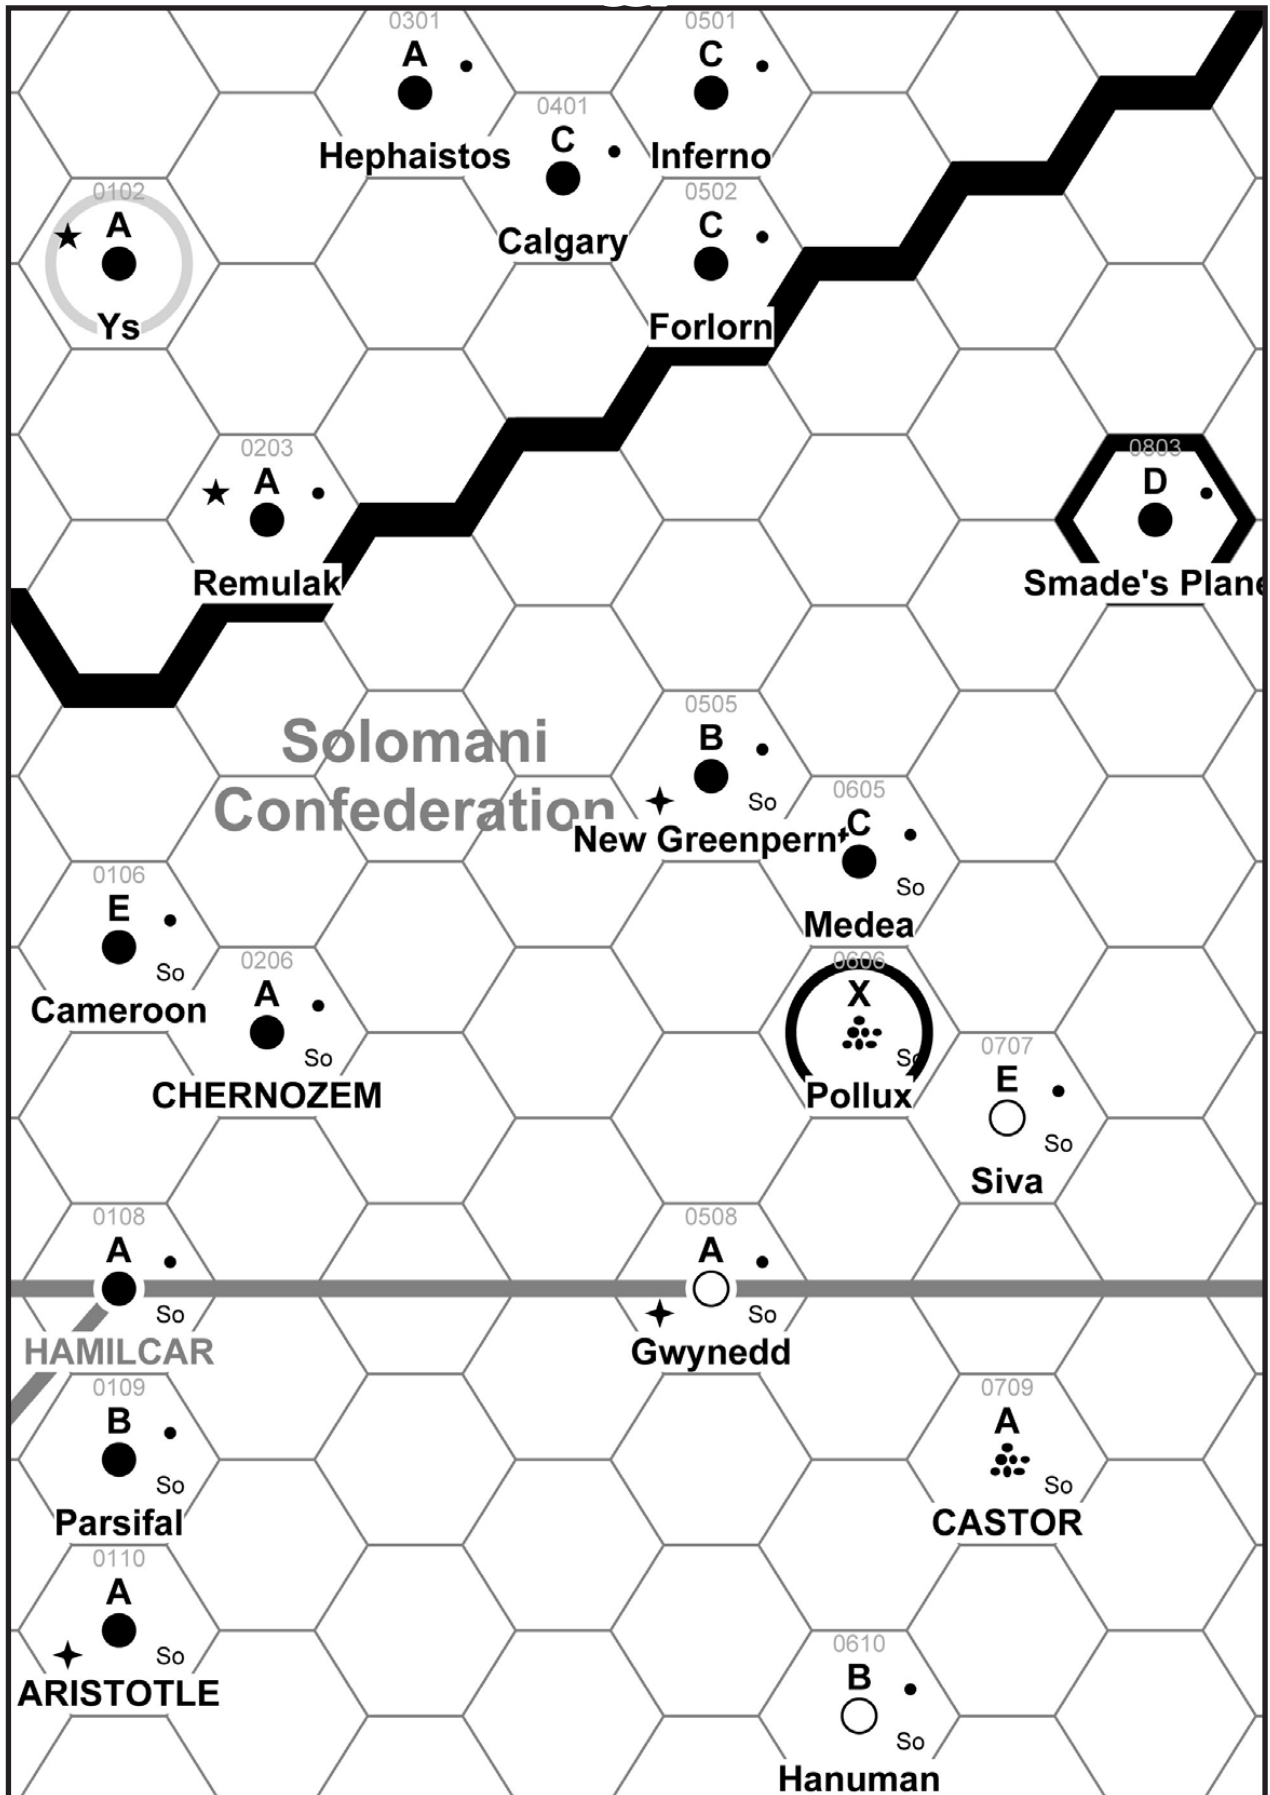 0301
A
Hephaistos
0501
C
Inferno
0401
C
Calgary
0102
A
Ys
0502
C
Forlorn
0203
A
Remulak
0803
D
Smade's Plane
Solomani
Confederation
0505
B
So
New Greenpern
0605
C
So
Medea
0106
E
So
Cameroon
0206
A
So
CHERNOZEM
0606
X
So
Pollux
0707
E
So
Siva
0108
A
So
HAMILCAR
0508
A
So
Gwynedd
0109
B
So
Parsifal
0709
A
So
CASTOR
0110
A
So
ARISTOTLE
0610
B
So
Hanuman